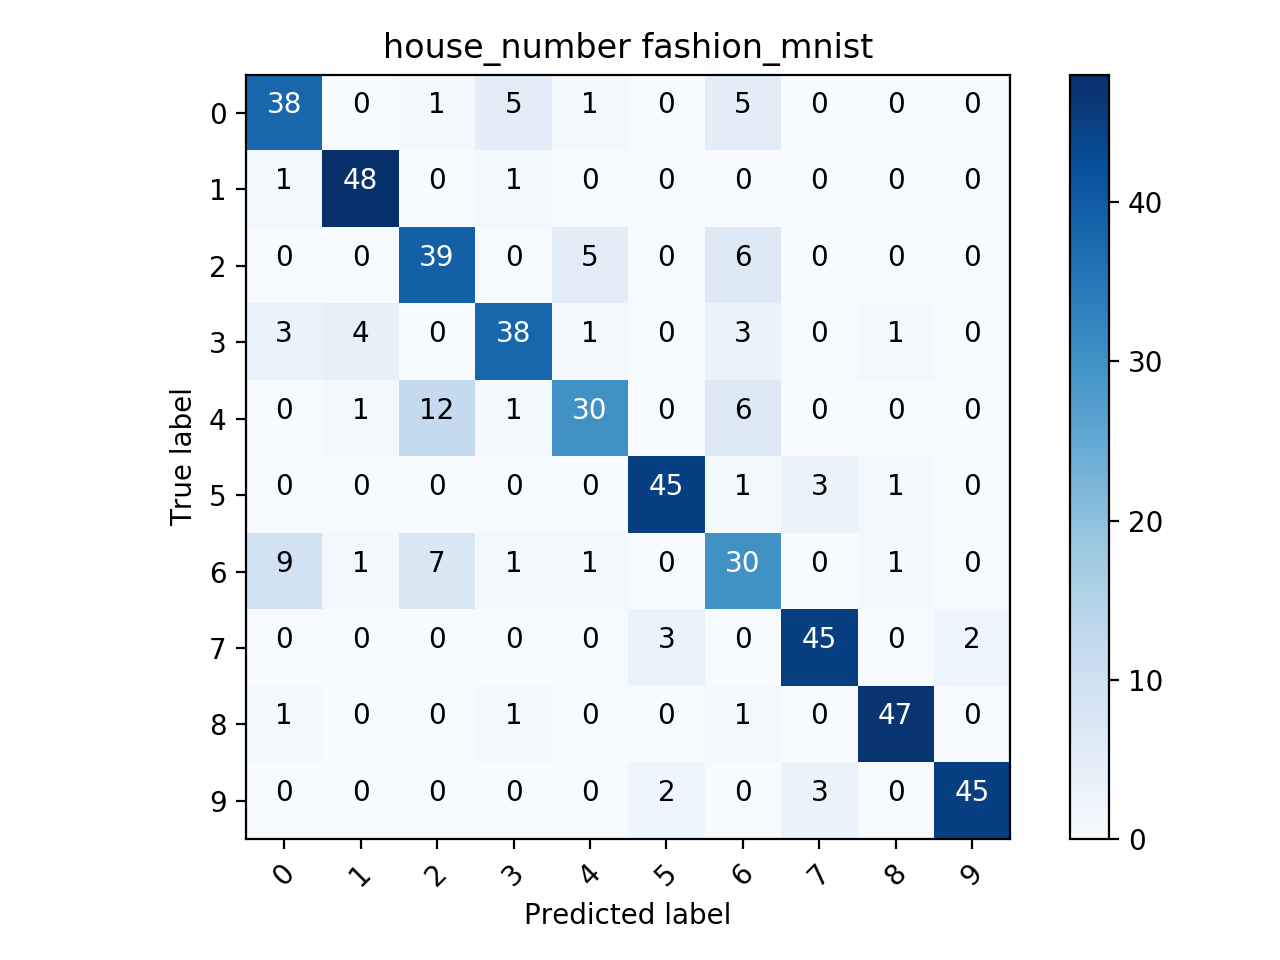 house_number fashion_mnist
0 38 0 1 5 1 0 5 0 0 0
1 1 48 0 1 0 0 0 0 0 0
2 0 0 39 0 5 0 6 0 0 0
3 3 4 0 38 1 0 3 0 1 0
4 0 1 12 1 30 0 6 0 0 0
5 0 0 0 0 0 45 1 3 1 0
6 9 1 7 1 1 0 30 0 1 0
7 0 0 0 0 0 3 0 45 0 2
8 1 0 0 1 0 0 1 0 47 0
9 0 0 0 0 0 2 0 3 0 45
0 1 2 3 4 5 6 7 8 9
True label
Predicted label
40
30
20
10
0